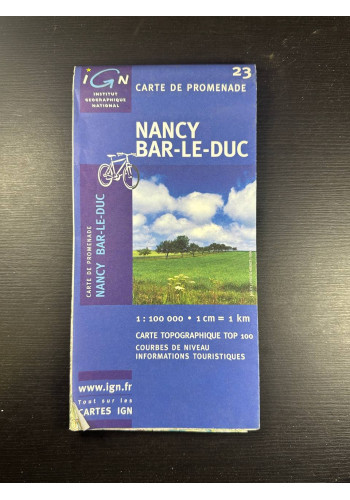 IGN
INSTITUT
GEOGRAPHIQUE
NATIONAL
23
CARTE DE PROMENADE
NANCY
BAR-LE-DUC
CARTE DE PROMENADE
NANCY BAR-LE-DUC
1 : 100 000 • 1 cm = 1 km
CARTE TOPOGRAPHIQUE TOP 100
COURBES DE NIVEAU
INFORMATIONS TOURISTIQUES
www.ign.fr
Tout sur les
CARTES IGN